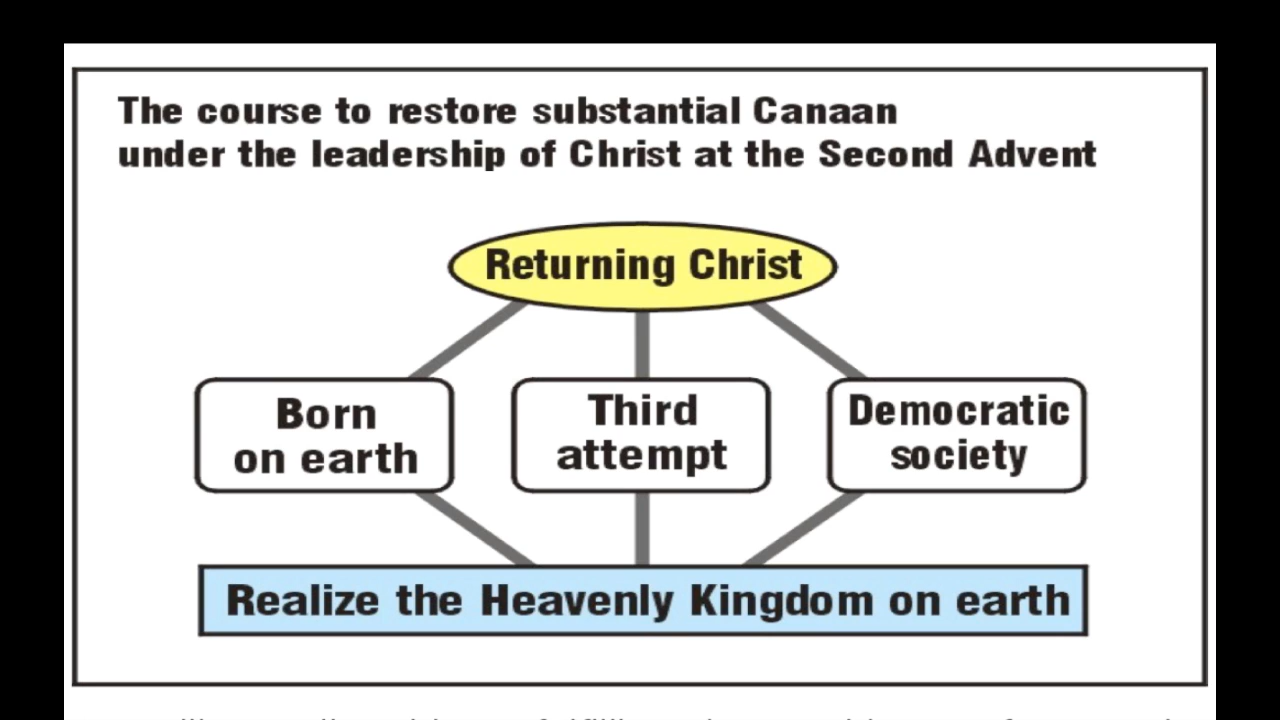 The course to restore substantial Canaan
under the leadership of Christ at the Second Advent
Returning Christ
Born
on earth
Third
attempt
Democratic
society
Realize the Heavenly Kingdom on earth